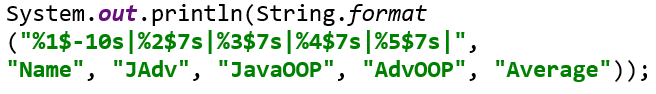 System.out.println(String.format
("%1$-10s|%2$7s|%3$7s|%4$7s|%5$7s|",
"Name", "JAdv", "JavaOOP", "AdvOOP", "Average"));